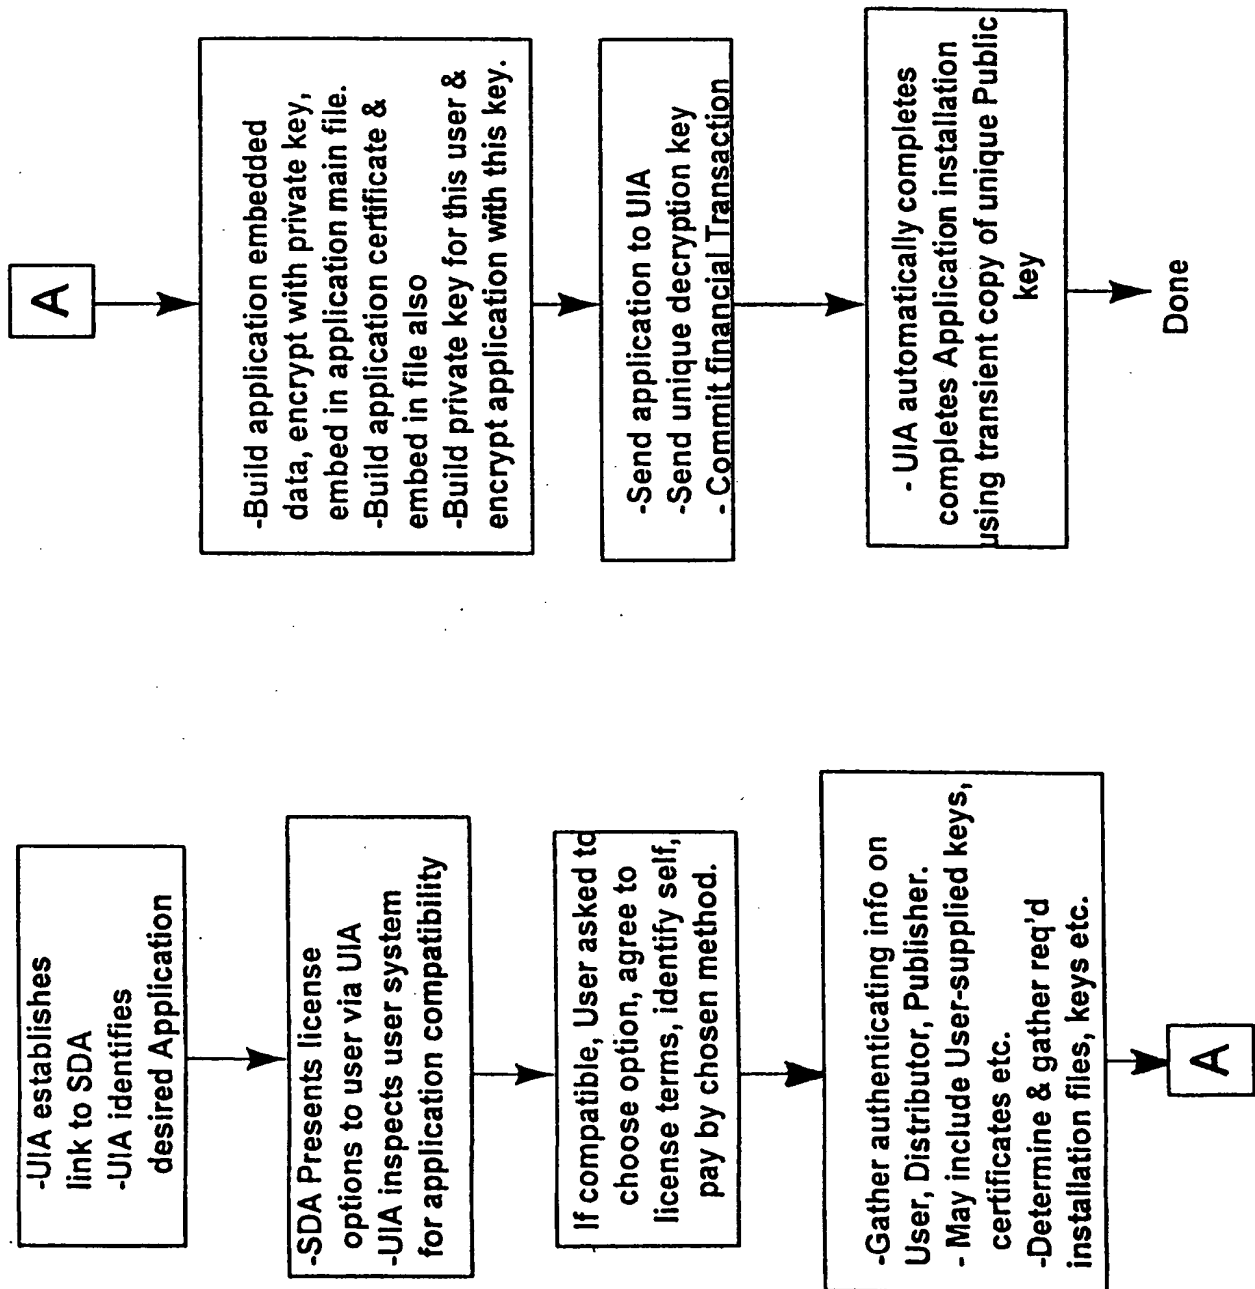 -UIA establishes
link to SDA
-UIA identifies
desired Application
-SDA Presents license
options to user via UIA
-UIA inspects user system
for application compatibility
If compatible, User asked to
choose option, agree to
license terms, identify self,
pay by chosen method.
-Gather authenticating info on
User, Distributor, Publisher.
- May include User-supplied keys,
certificates etc.
-Determine & gather req'd
installation files, keys etc.
A
A
-Build application embedded
data, encrypt with private key,
embed in application main file.
-Build application certificate &
embed in file also
-Build private key for this user &
encrypt application with this key.
-Send application to UIA
-Send unique decryption key
- Commit financial Transaction
- UIA automatically completes
completes Application installation
using transient copy of unique Public
key
Done